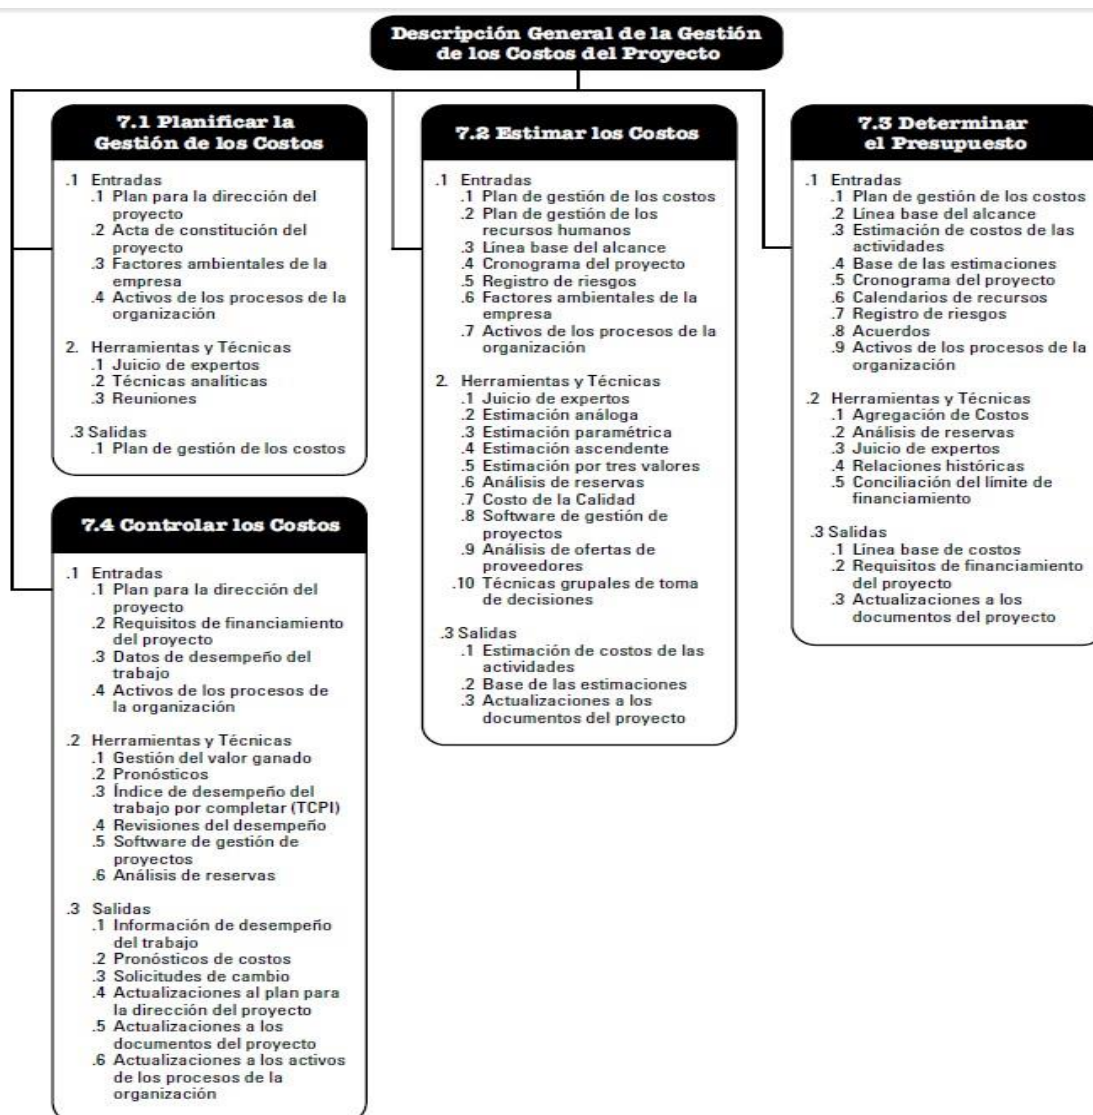 Descripción General de la Gestión
de los Costos del Proyecto
7.1 Planificar la
Gestión de los Costos
.1 Entradas
.1 Plan para la dirección del
proyecto
.2 Acta de constitución del
proyecto
.3 Factores ambientales de la
empresa
.4 Activos de los procesos de la
organización
2. Herramientas y Técnicas
.1 Juicio de expertos
.2 Técnicas analíticas
.3 Reuniones
.3 Salidas
.1 Plan de gestión de los costos
7.2 Estimar los Costos
.1 Entradas
.1 Plan de gestión de los costos
.2 Plan de gestión de los
recursos humanos
.3 Línea base del alcance
.4 Cronograma del proyecto
.5 Registro de riesgos
.6 Factores ambientales de la
empresa
.7 Activos de los procesos de la
organización
2. Herramientas y Técnicas
.1 Juicio de expertos
.2 Estimación análoga
.3 Estimación paramétrica
.4 Estimación ascendente
.5 Estimación por tres valores
.6 Análisis de reservas
.7 Costo de la Calidad
.8 Software de gestión de
proyectos
.9 Análisis de ofertas de
proveedores
.10 Técnicas grupales de toma
de decisiones
.3 Salidas
.1 Estimación de costos de las
actividades
.2 Base de las estimaciones
.3 Actualizaciones a los
documentos del proyecto
7.3 Determinar
el Presupuesto
.1 Entradas
.1 Plan de gestión de los costos
.2 Línea base del alcance
.3 Estimación de costos de las
actividades
.4 Base de las estimaciones
.5 Cronograma del proyecto
.6 Calendarios de recursos
.7 Registro de riesgos
.8 Acuerdos
.9 Activos de los procesos de la
organización
.2 Herramientas y Técnicas
.1 Agregación de Costos
.2 Análisis de reservas
.3 Juicio de expertos
.4 Relaciones históricas
.5 Conciliación del límite de
financiamiento
.3 Salidas
.1 Línea base de costos
.2 Requisitos de financiamiento
del proyecto
.3 Actualizaciones a los
documentos del proyecto
7.4 Controlar los Costos
.1 Entradas
.1 Plan para la dirección del
proyecto
.2 Requisitos de financiamiento
del proyecto
.3 Datos de desempeño del
trabajo
.4 Activos de los procesos de
la organización
.2 Herramientas y Técnicas
.1 Gestión del valor ganado
.2 Pronósticos
.3 Índice de desempeño del
trabajo por completar (TCPI)
.4 Revisiones del desempeño
.5 Software de gestión de
proyectos
.6 Análisis de reservas
.3 Salidas
.1 Información de desempeño
del trabajo
.2 Pronósticos de costos
.3 Solicitudes de cambio
.4 Actualizaciones al plan para
la dirección del proyecto
.5 Actualizaciones a los
documentos del proyecto
.6 Actualizaciones a los activos
de los procesos de la
organización